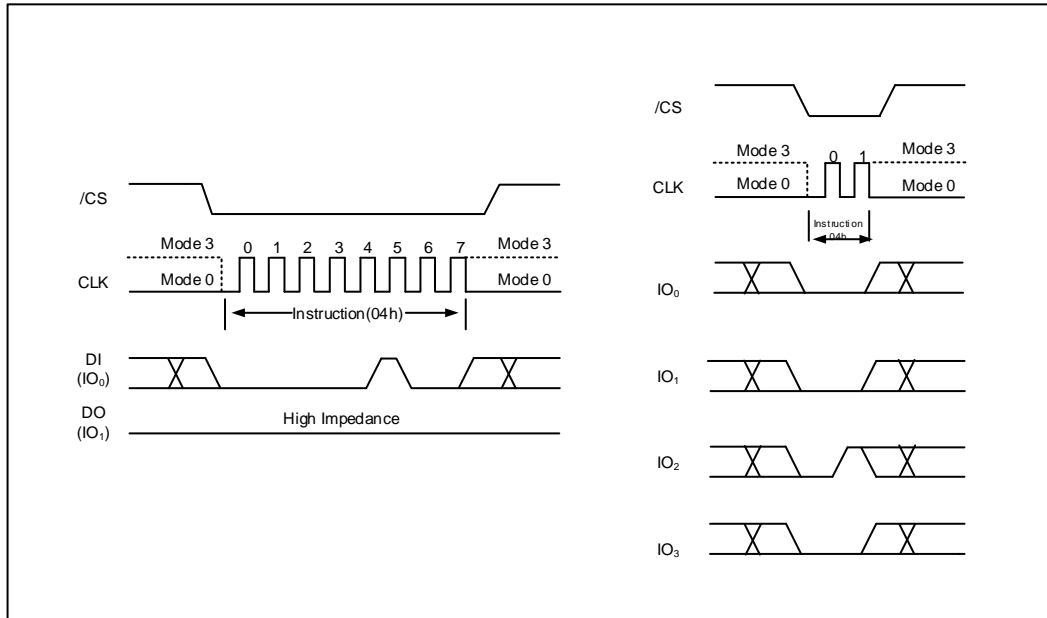 /CS
Mode 3 0 1 2 3 4 5 6 7 Mode 3
CLK Mode 0 Mode 0
Instruction(04h)
DI
(IO₀)
DO
(IO₁)
High Impedance
/CS
Mode 3 0 1 Mode 3
CLK Mode 0 Mode 0
Instruction
04h
IO₀
IO₁
IO₂
IO₃